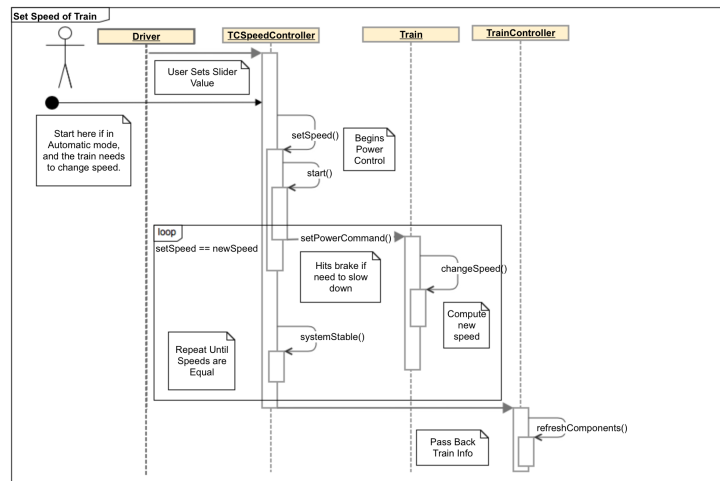 Set Speed of Train
Driver
TCSpeedController
Train
TrainController
User Sets Slider
Value
Start here if in
Automatic mode,
and the train needs
to change speed.
setSpeed()
Begins
Power
Control
start()
loop
setSpeed == newSpeed
setPowerCommand()
Hits brake if
need to slow
down
changeSpeed()
Compute
new
speed
systemStable()
Repeat Until
Speeds are
Equal
refreshComponents()
Pass Back
Train Info